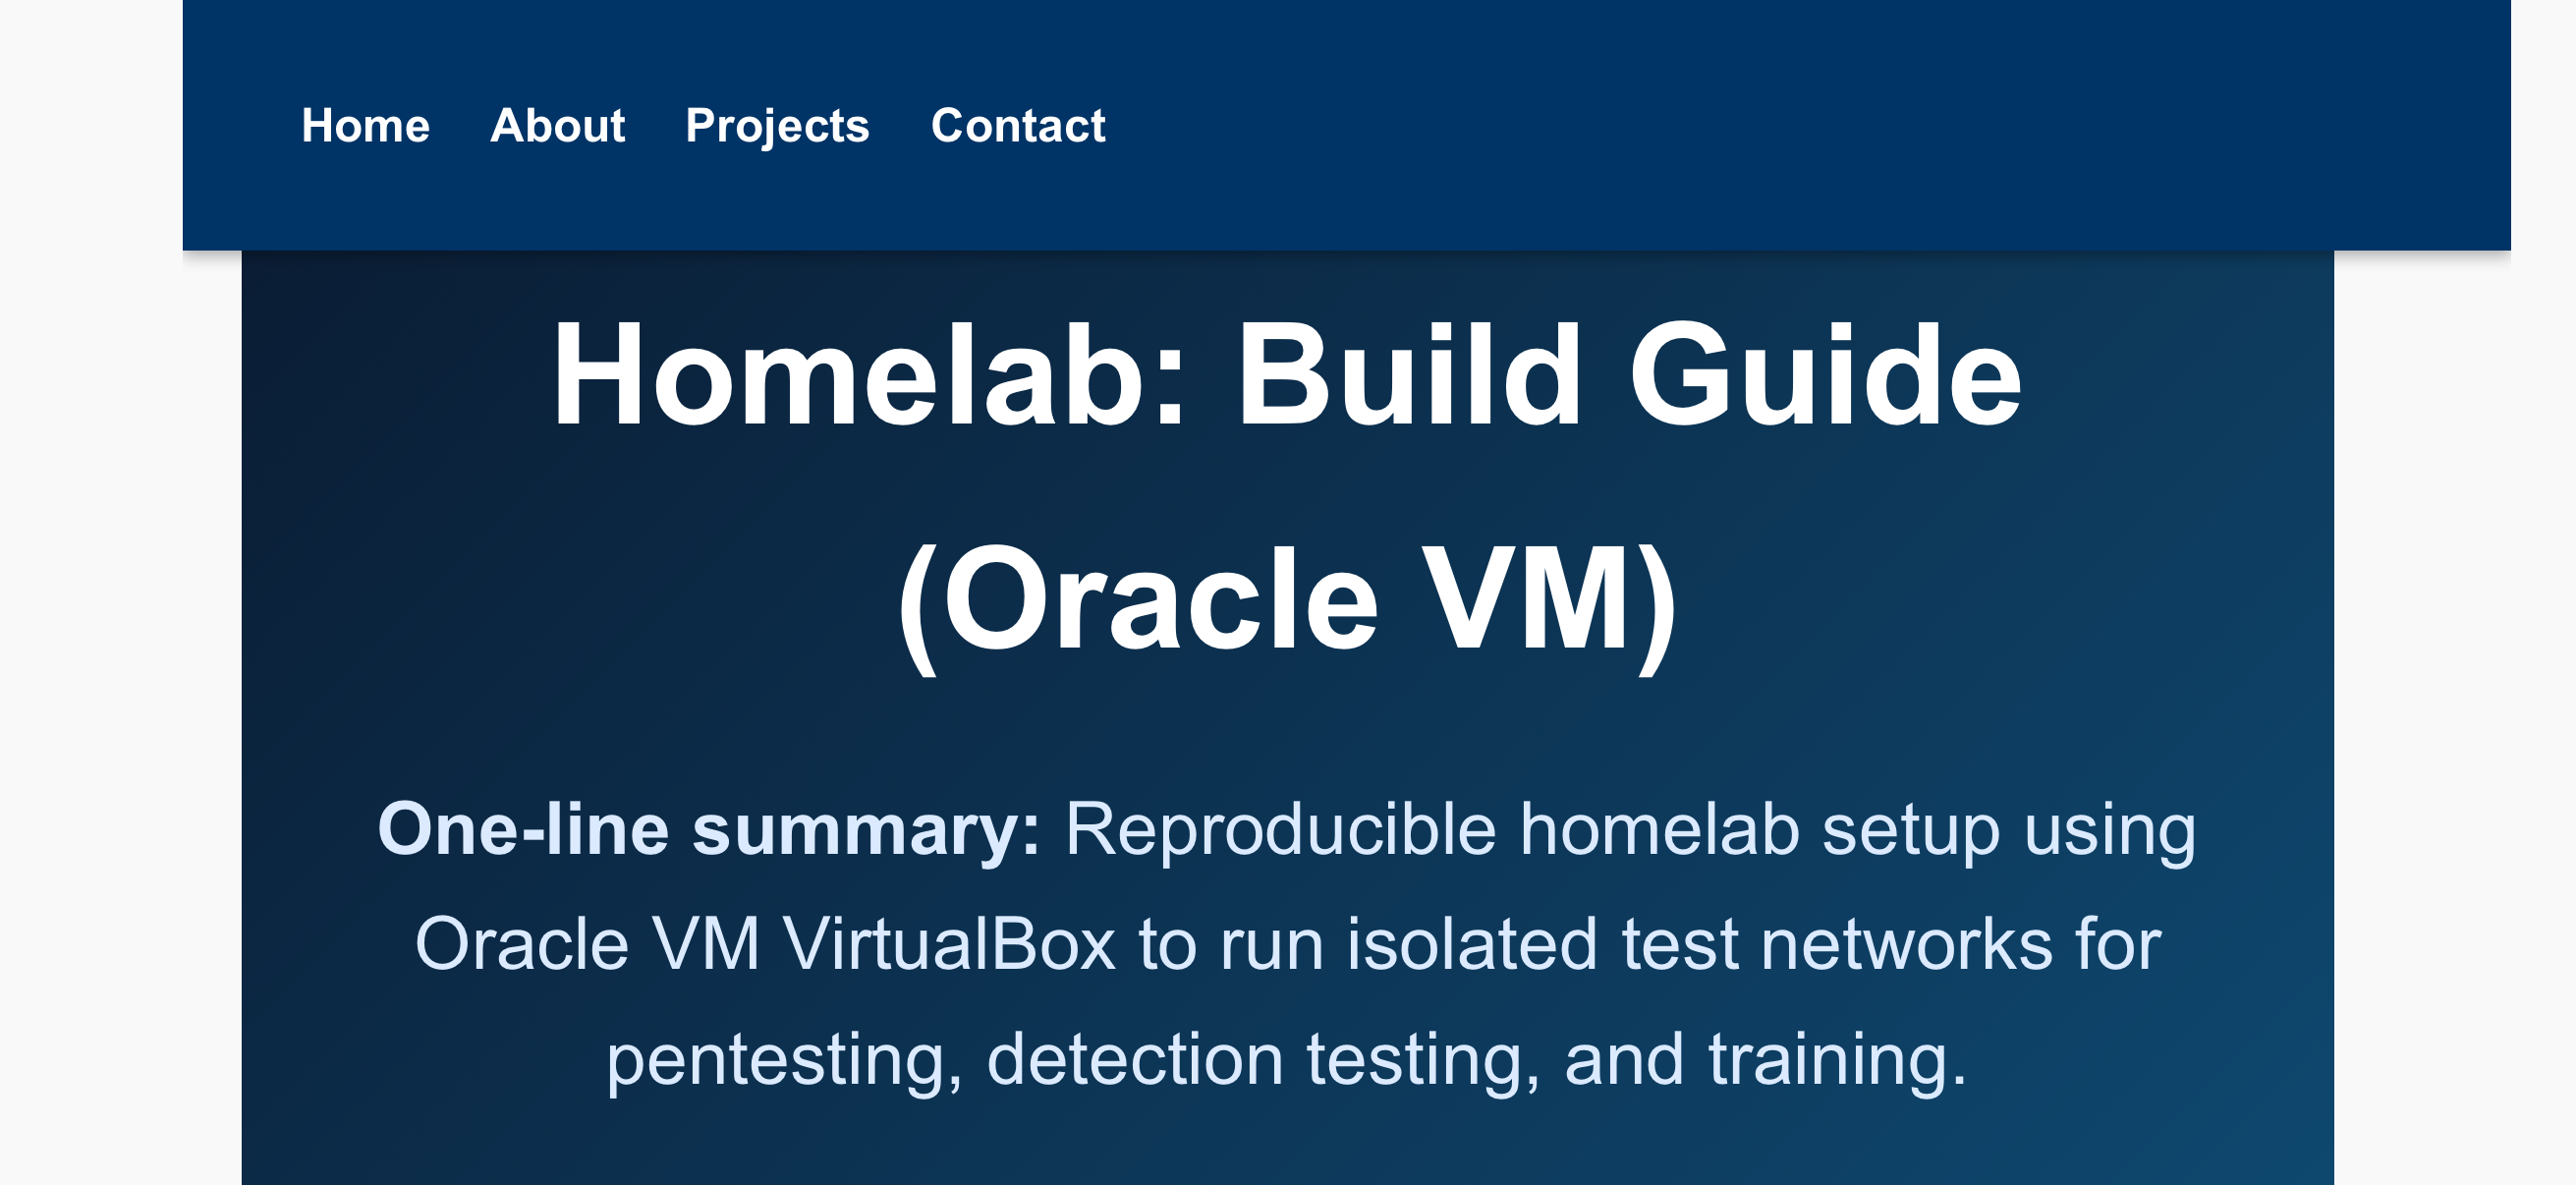 Home About Projects Contact
Homelab: Build Guide
(Oracle VM)
One-line summary: Reproducible homelab setup using
Oracle VM VirtualBox to run isolated test networks for
pentesting, detection testing, and training.